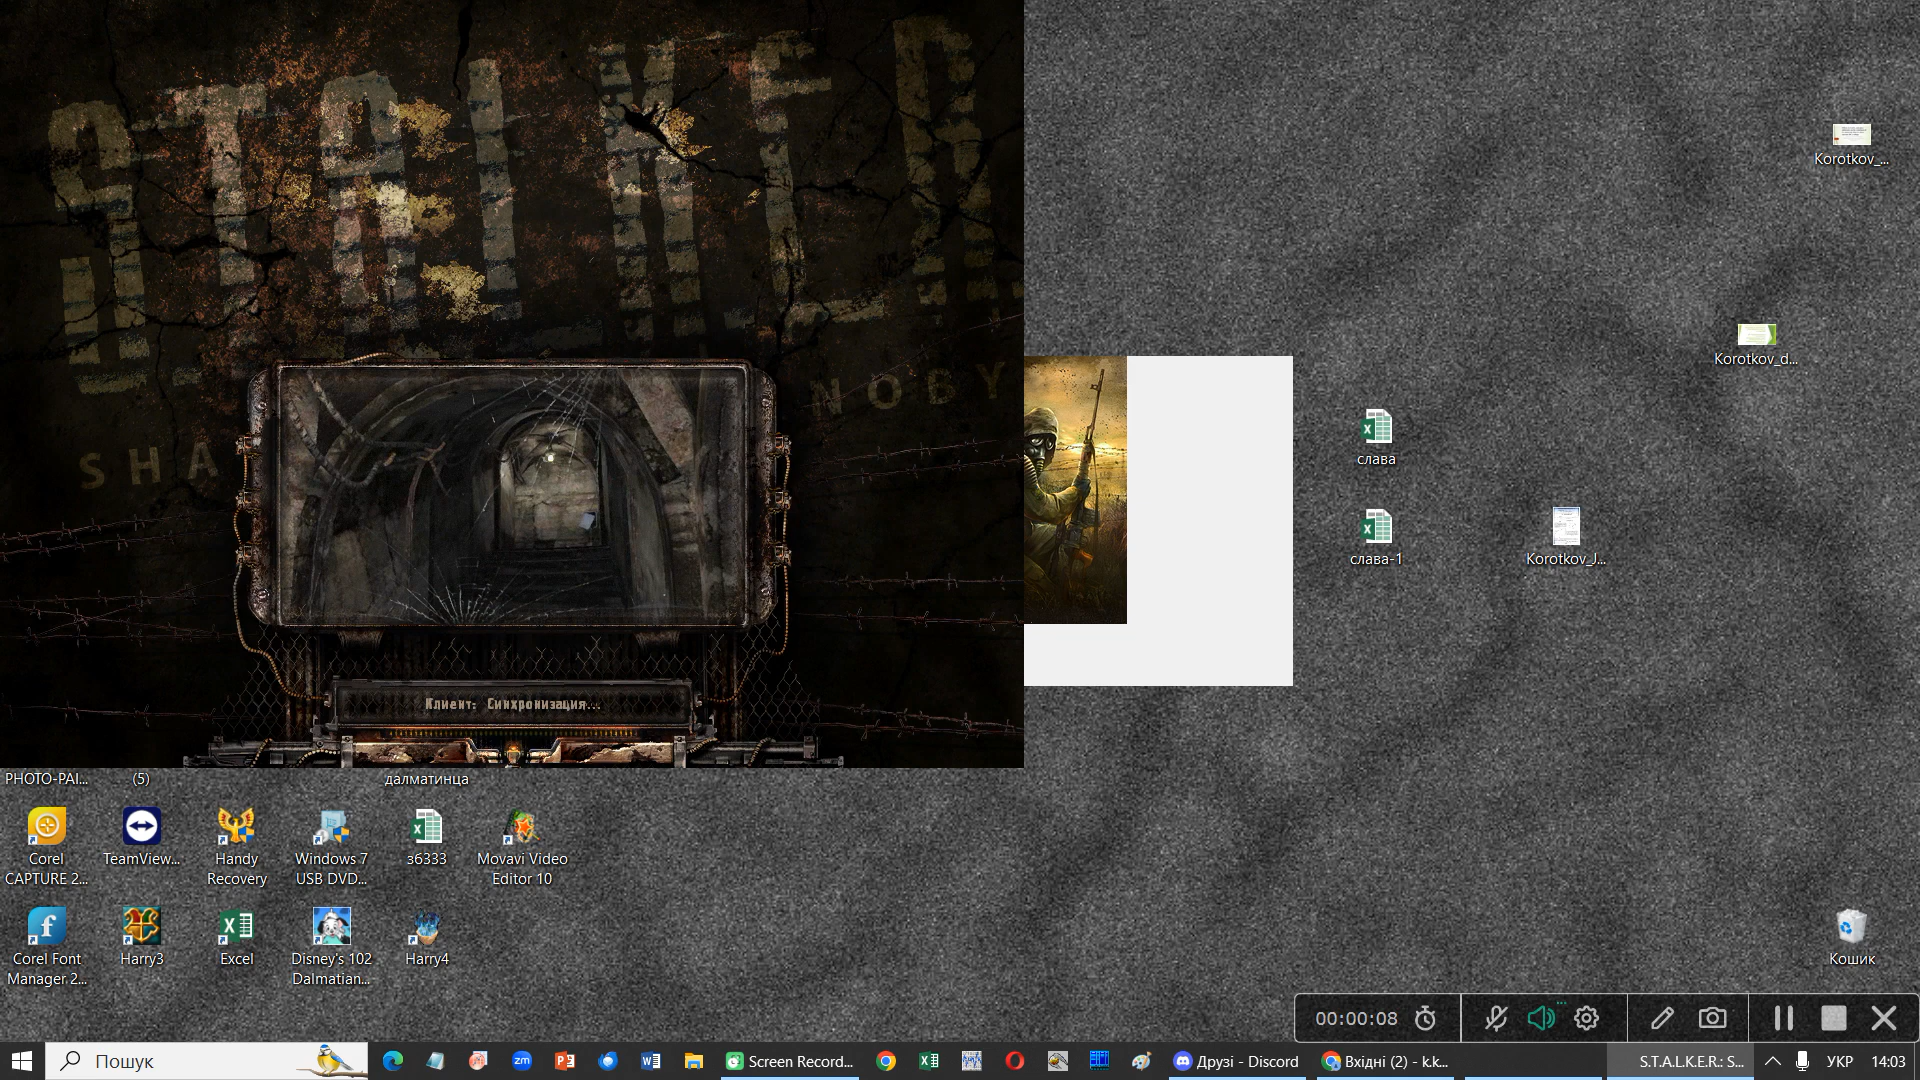 S.T.A.L.K.E.R
SHA
NOBY
Клиент: Синхронизация...
Korotkov_...
Korotkov_d...
слава
слава-1
Korotkov_J...
PHOTO-PAI...
(5)
далматинца
Corel
CAPTURE 2...
TeamView...
Handy
Recovery
Windows 7
USB DVD...
з6333
Movavi Video
Editor 10
Corel Font
Manager 2...
Harry3
Excel
Disney's 102
Dalmatian...
Harry4
Кошик
00:00:08
Пошук
Screen Record...
Друзі - Discord
Вхідні (2) - k.k...
S.T.A.L.K.E.R.: S...
УКР
14:03